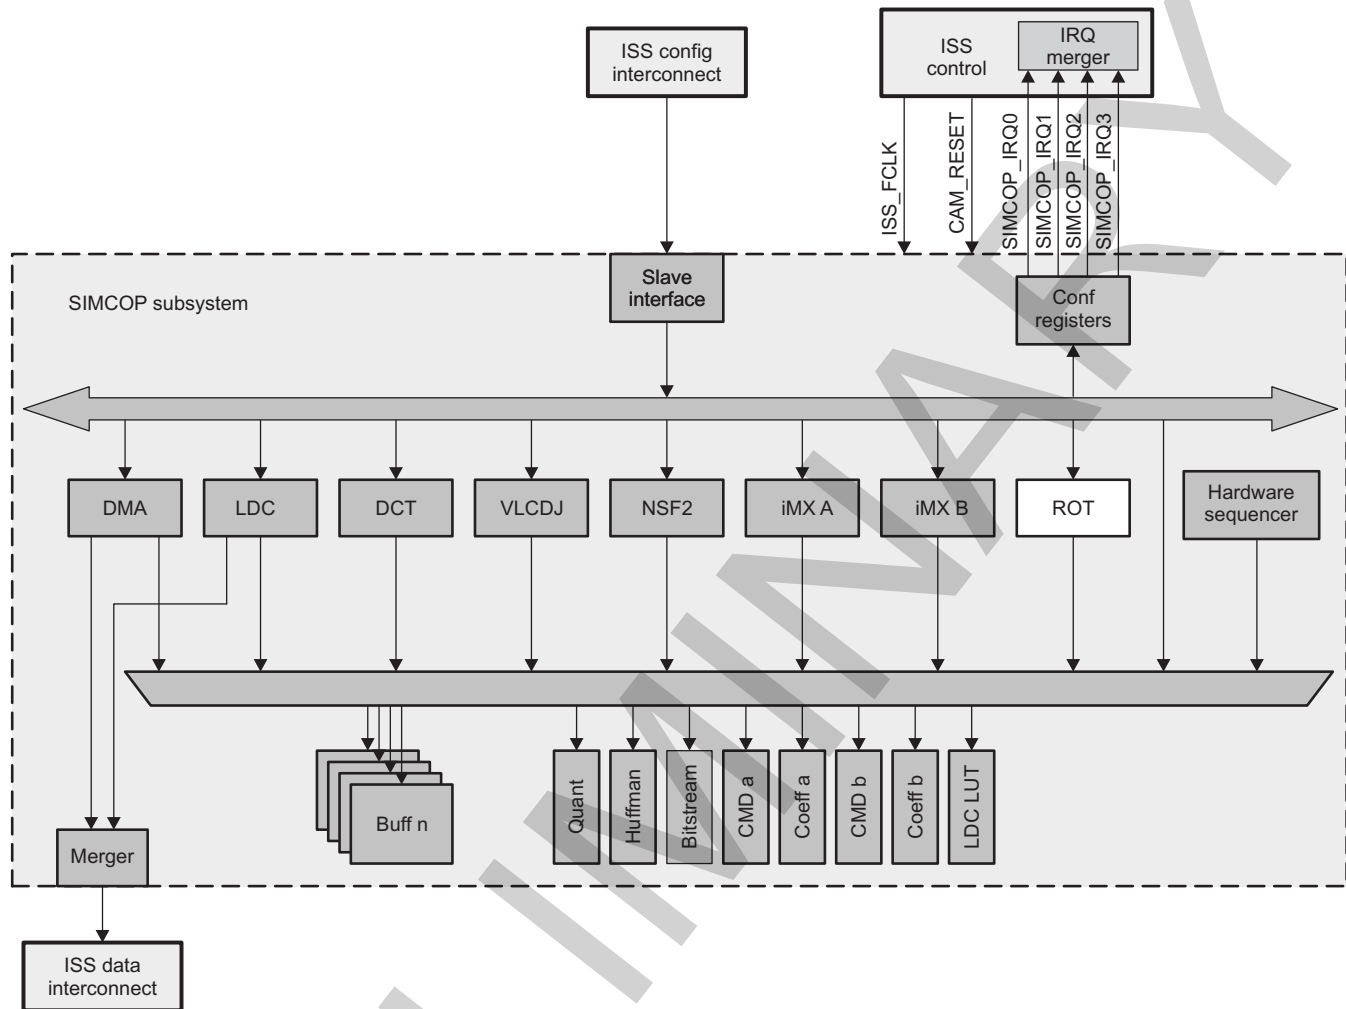 ISS config
interconnect
ISS
control
IRQ
merger
ISS_FCLK
CAM_RESET
SIMCOP_IRQ0
SIMCOP_IRQ1
SIMCOP_IRQ2
SIMCOP_IRQ3
SIMCOP subsystem
Slave
interface
Conf
registers
DMA
LDC
DCT
VLCDJ
NSF2
iMX A
iMX B
ROT
Hardware
sequencer
Buff n
Quant
Huffman
Bitstream
CMD a
Coeff a
CMD b
Coeff b
LDC LUT
Merger
ISS data
interconnect
IMINARY